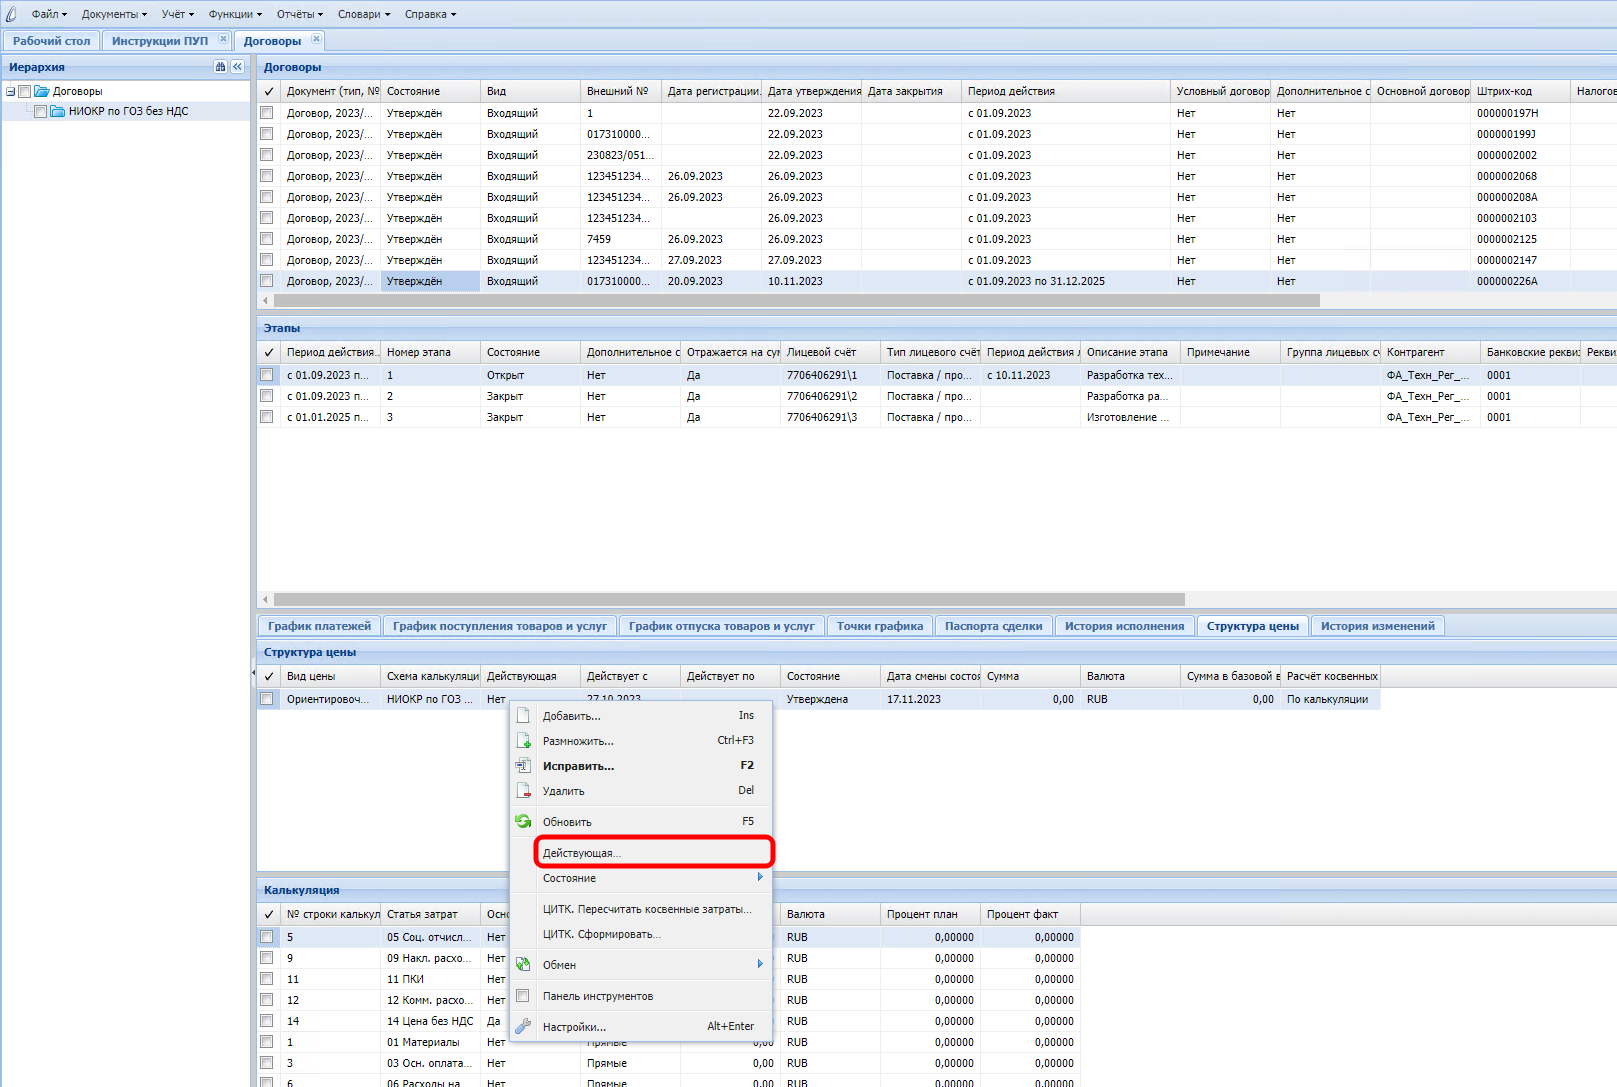 Файл Документы Учёт Функции Отчёты Словари Справка
Рабочий стол Инструкции ПУП Договоры
Иерархия
Договоры
НИОКР по ГОЗ без НДС
Договоры
Документ (тип, № Состояние Вид Внешний № Дата регистрации. Дата утверждения Дата закрытия Период действия Условный договор Дополнительное с Основной договор Штрих-код Налогов
Договор, 2023/... Утверждён Входящий 1 22.09.2023 с 01.09.2023 Нет Нет 000000197H
Договор, 2023/... Утверждён Входящий 017310000... 22.09.2023 с 01.09.2023 Нет Нет 000000199J
Договор, 2023/... Утверждён Входящий 230823/051... 22.09.2023 с 01.09.2023 Нет Нет 0000002002
Договор, 2023/... Утверждён Входящий 123451234... 26.09.2023 26.09.2023 с 01.09.2023 Нет Нет 0000002068
Договор, 2023/... Утверждён Входящий 123451234... 26.09.2023 26.09.2023 с 01.09.2023 Нет Нет 000000208A
Договор, 2023/... Утверждён Входящий 123451234... 26.09.2023 с 01.09.2023 Нет Нет 0000002103
Договор, 2023/... Утверждён Входящий 7459 26.09.2023 26.09.2023 с 01.09.2023 Нет Нет 0000002125
Договор, 2023/... Утверждён Входящий 123451234... 27.09.2023 27.09.2023 с 01.09.2023 Нет Нет 0000002147
Договор, 2023/... Утверждён Входящий 017310000... 20.09.2023 10.11.2023 с 01.09.2023 по 31.12.2025 Нет Нет 000000226A
Этапы
Период действия.. Номер этапа Состояние Дополнительное с Отражается на сум Лицевой счёт Тип лицевого счёт Период действия л Описание этапа Примечание Группа лицевых сч Контрагент Банковские реквиз Рекви
с 01.09.2023 п... 1 Открыт Нет Да 7706406291\1 Поставка / про... с 10.11.2023 Разработка тех... ФА_Техн_Рег_... 0001
с 01.09.2023 п... 2 Закрыт Нет Да 7706406291\2 Поставка / про... Разработка ра... ФА_Техн_Рег_... 0001
с 01.01.2025 п... 3 Закрыт Нет Да 7706406291\3 Поставка / про... Изготовление ... ФА_Техн_Рег_... 0001
График платежей График поступления товаров и услуг График отпуска товаров и услуг Точки графика Паспорта сделки История исполнения Структура цены История изменений
Структура цены
Вид цены Схема калькуляци Действующая Действует с Действует по Состояние Дата смены состоя Сумма Валюта Сумма в базовой в Расчёт косвенных
Ориентировоч... НИОКР по ГОЗ ... Нет 27.10.2023 Утверждена 17.11.2023 0,00 RUB 0,00 По калькуляции
Добавить... Ins
Размножить... Ctrl+F3
Исправить... F2
Удалить Del
Обновить F5
Действующая...
Состояние
ЦИТК. Пересчитать косвенные затраты...
ЦИТК. Сформировать...
Обмен
Панель инструментов
Настройки... Alt+Enter
Калькуляция
№ строки калькул Статья затрат Осно Валюта Процент план Процент факт
5 05 Соц. отчисл... Нет RUB 0,00000 0,00000
9 09 Накл. расхо... Нет RUB 0,00000 0,00000
11 11 ПКИ Нет RUB 0,00000 0,00000
12 12 Комм. расхо... Нет RUB 0,00000 0,00000
14 14 Цена без НДС Да RUB 0,00000 0,00000
1 01 Материалы Нет Прямые 0,00 RUB 0,00000 0,00000
3 03 Осн. оплата... Нет Прямые 0,00 RUB 0,00000 0,00000
6 06 Расходы на Нет Прямые 0,00 RUB 0,00000 0,00000